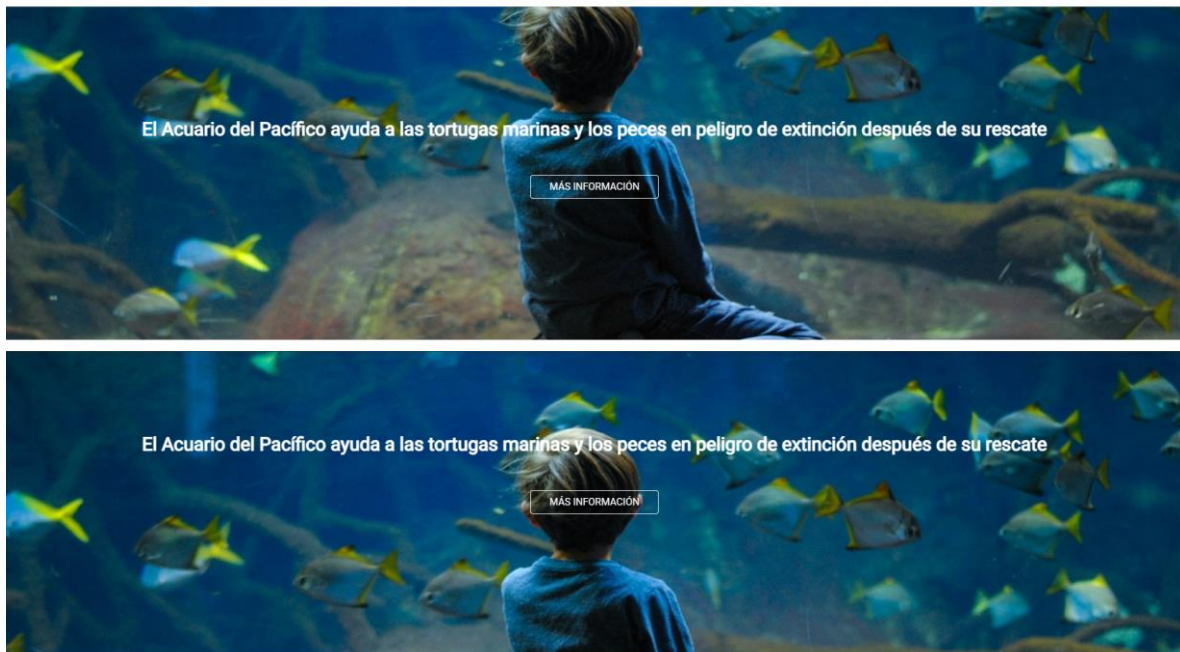 El Acuario del Pacífico ayuda a las tortugas marinas y los peces en peligro de extinción después de su rescate
MÁS INFORMACIÓN
El Acuario del Pacífico ayuda a las tortugas marinas y los peces en peligro de extinción después de su rescate
MÁS INFORMACIÓN